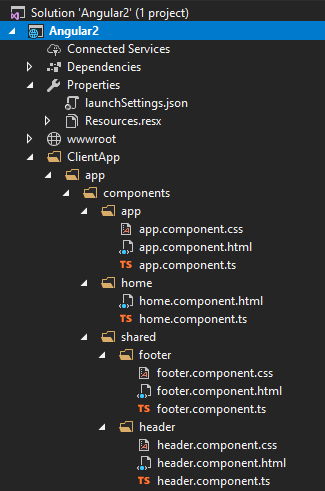 Solution 'Angular2' (1 project)
Angular2
Connected Services
Dependencies
Properties
launchSettings.json
Resources.resx
wwwroot
ClientApp
app
components
app
app.component.css
app.component.html
TS app.component.ts
home
home.component.html
TS home.component.ts
shared
footer
footer.component.css
footer.component.html
TS footer.component.ts
header
header.component.css
header.component.html
TS header.component.ts